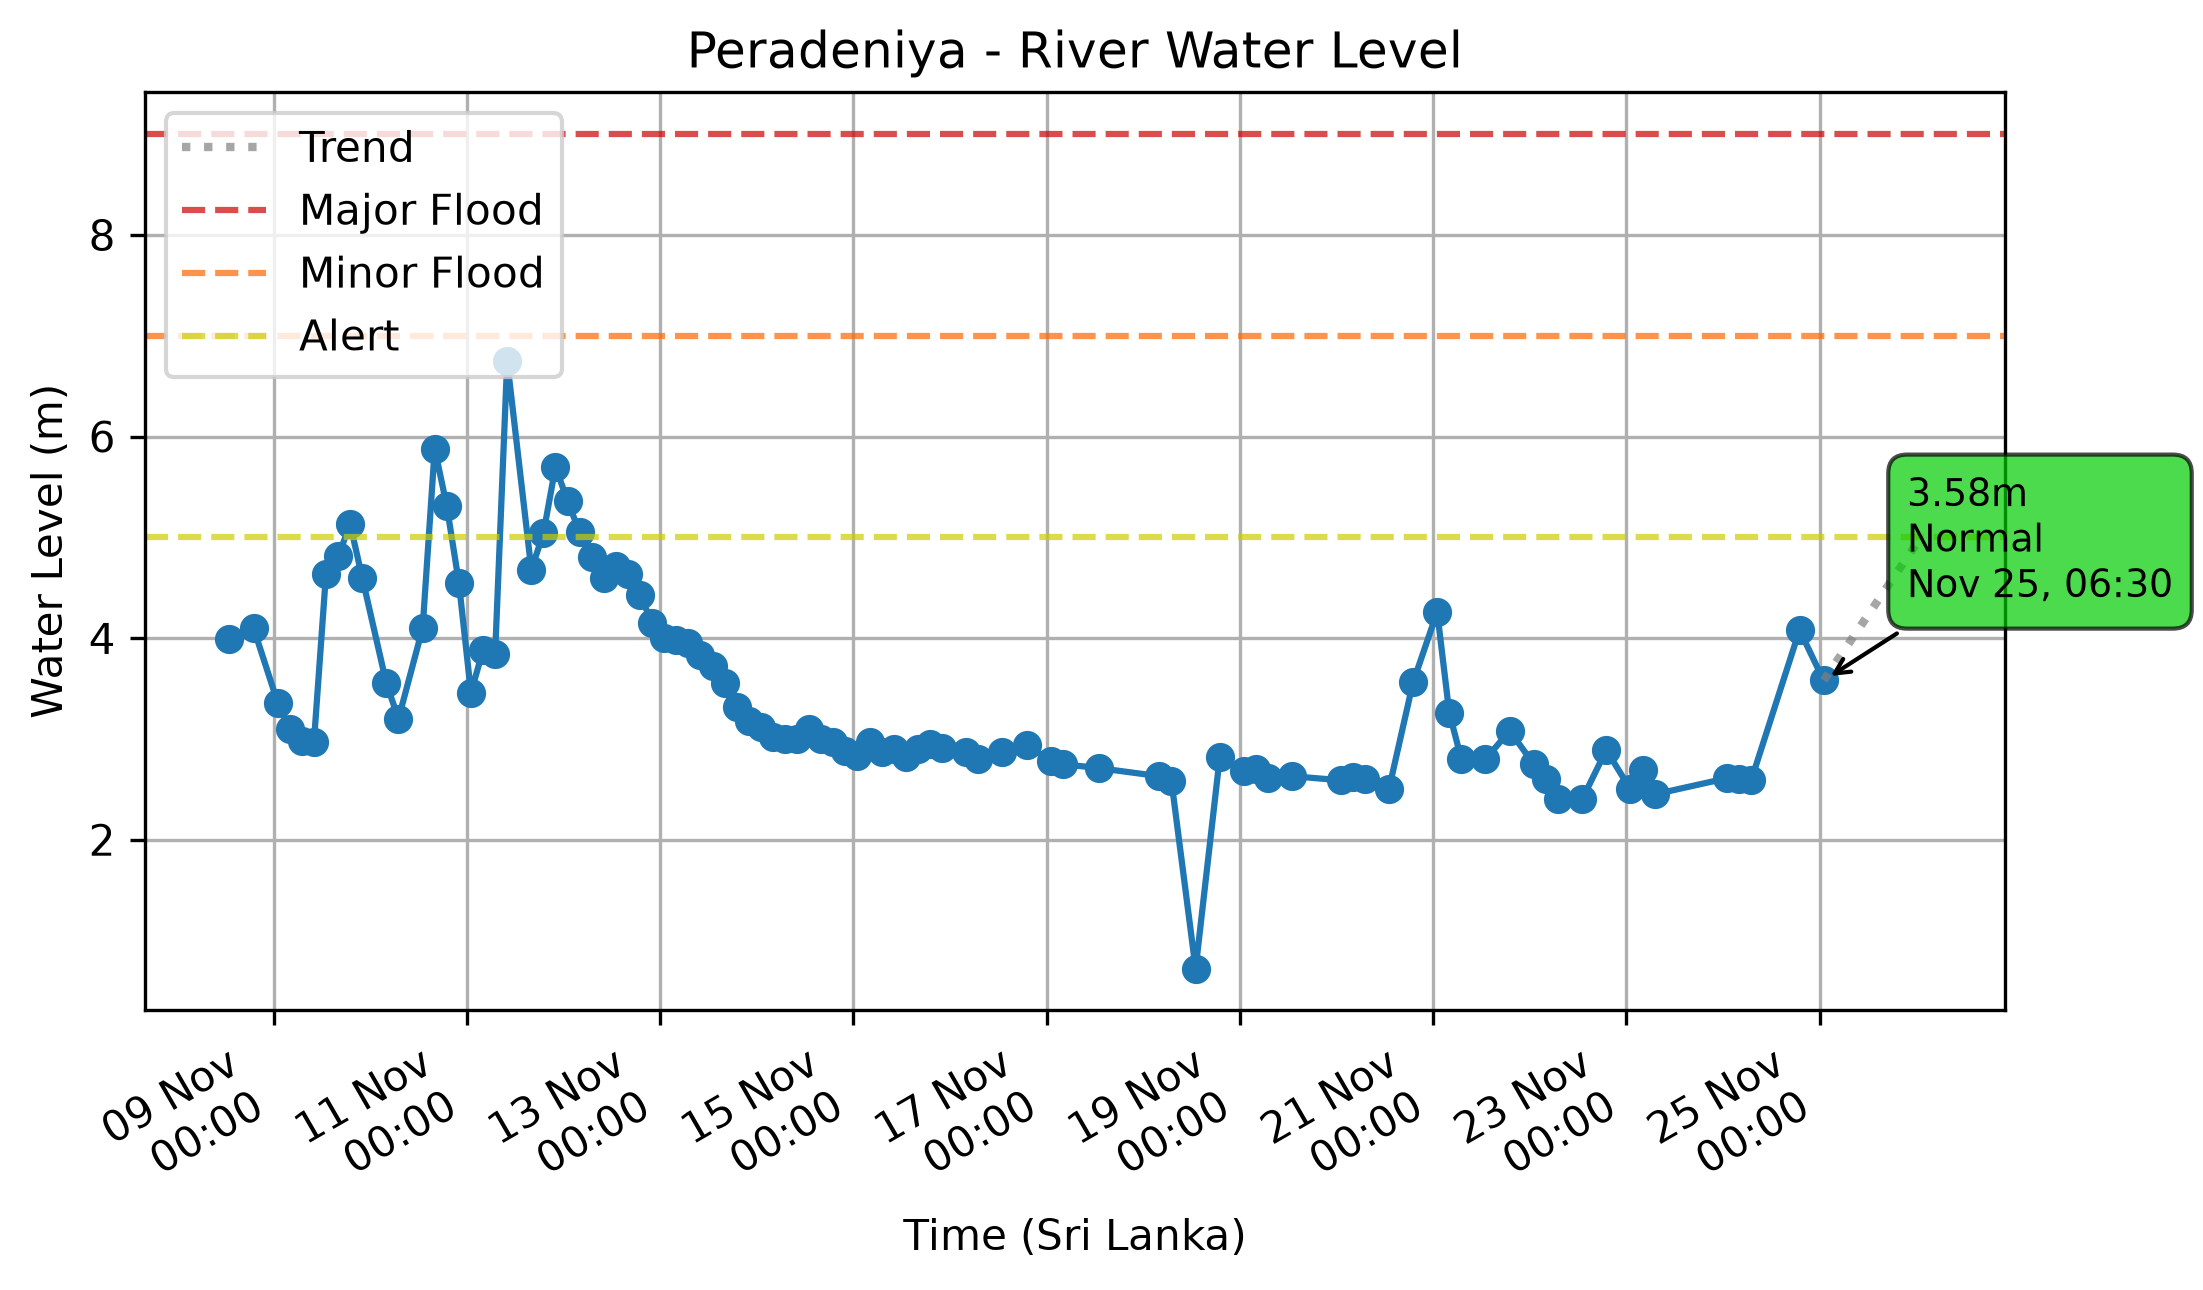 Peradeniya - River Water Level
Trend
Major Flood
Minor Flood
Alert
Water Level (m)
8
6
4
2
3.58m
Normal
Nov 25, 06:30
09 Nov
00:00
11 Nov
00:00
13 Nov
00:00
15 Nov
00:00
17 Nov
00:00
19 Nov
00:00
21 Nov
00:00
23 Nov
00:00
25 Nov
00:00
Time (Sri Lanka)